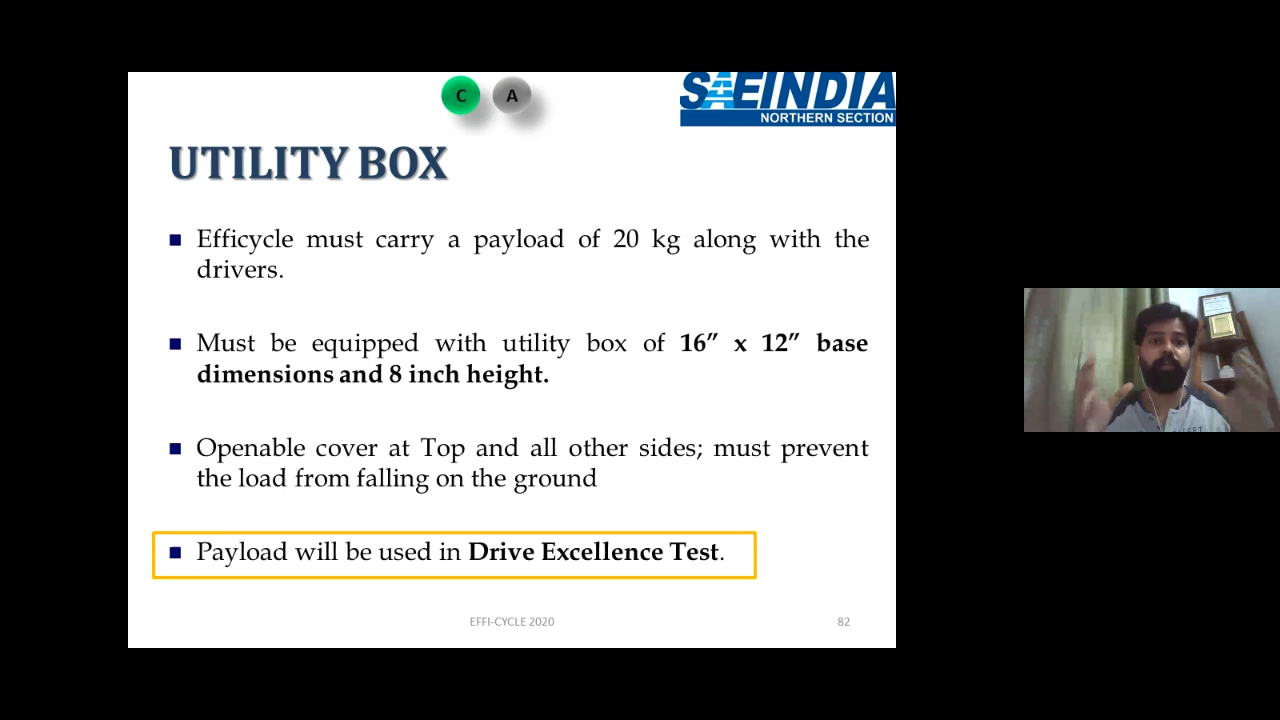 C A
SAEINDIA
NORTHERN SECTION
UTILITY BOX
Efficycle must carry a payload of 20 kg along with the
drivers.
Must be equipped with utility box of 16” x 12” base
dimensions and 8 inch height.
Openable cover at Top and all other sides; must prevent
the load from falling on the ground
Payload will be used in Drive Excellence Test.
EFFI-CYCLE 2020
82